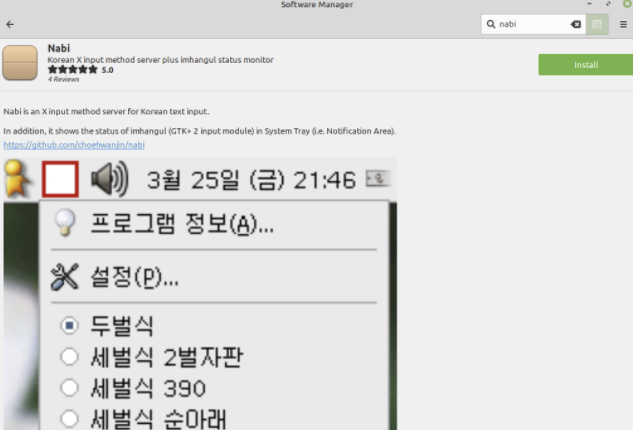 Software Manager
nabi
Nabi
Korean X input method server plus imhangul status monitor
5.0
4 Reviews
Install
Nabi is an X input method server for Korean text input.
In addition, it shows the status of imhangul (GTK+ 2 input module) in System Tray (i.e. Notification Area).
https://github.com/choehwanjin/nabi
3월 25일 (금) 21:46
프로그램 정보(A)...
설정(P)...
두벌식
세벌식 2벌자판
세벌식 390
세벌식 순아래